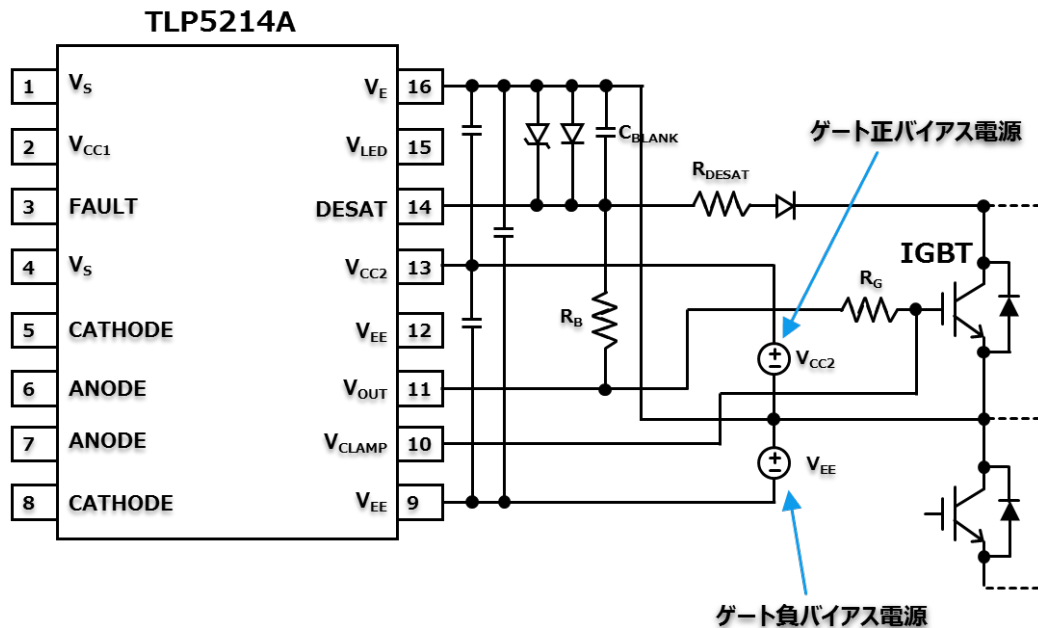 TLP5214A
1 VS
VE 16
2 VCC1
VLED 15
3 FAULT
DESAT 14
4 VS
VCC2 13
5 CATHODE
VEE 12
6 ANODE
VOUT 11
7 ANODE
VCLAMP 10
8 CATHODE
VEE 9
CBLANK
ゲート正バイアス電源
RDESAT
IGBT
RG
RB
VCC2
VEE
ゲート負バイアス電源